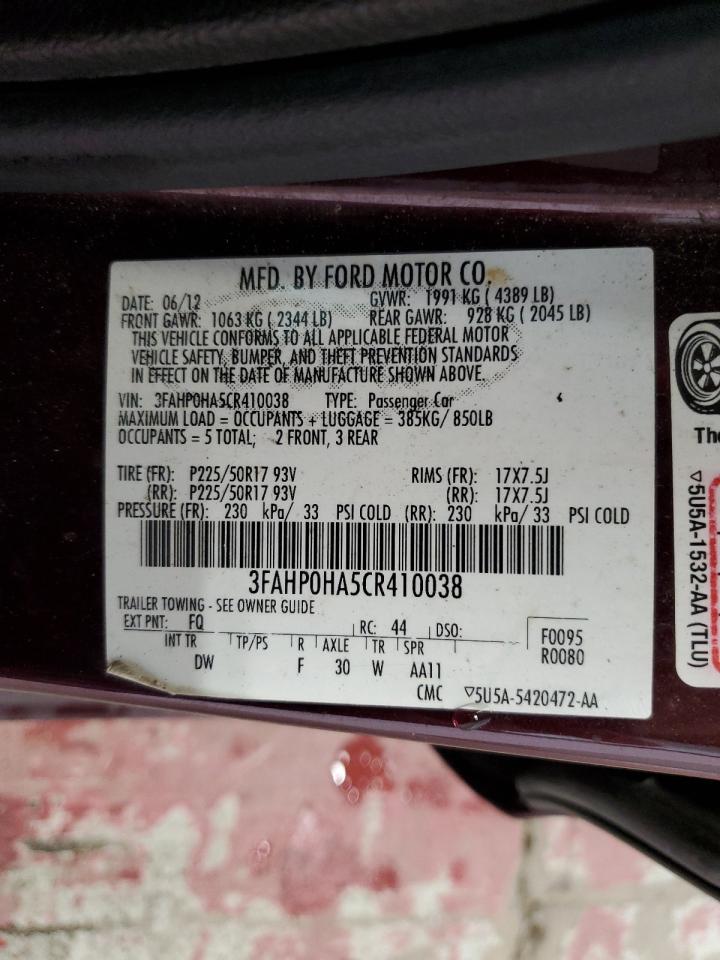 MFD. BY FORD MOTOR CO.
DATE: 06/12 GVWR: 1991 KG ( 4389 LB)
FRONT GAWR: 1063 KG ( 2344 LB) REAR GAWR: 928 KG ( 2045 LB)
THIS VEHICLE CONFORMS TO ALL APPLICABLE FEDERAL MOTOR
VEHICLE SAFETY, BUMPER, AND THEFT PREVENTION STANDARDS
IN EFFECT ON THE DATE OF MANUFACTURE SHOWN ABOVE.
VIN: 3FAHP0HA5CR410038 TYPE: Passenger Car
MAXIMUM LOAD = OCCUPANTS + LUGGAGE = 385KG/ 850LB
OCCUPANTS = 5 TOTAL; 2 FRONT, 3 REAR
TIRE (FR): P225/50R17 93V RIMS (FR): 17X7.5J
(RR): P225/50R17 93V (RR): 17X7.5J
PRESSURE (FR): 230 kPa/ 33 PSI COLD (RR): 230 kPa/ 33 PSI COLD
3FAHP0HA5CR410038
TRAILER TOWING - SEE OWNER GUIDE
EXT PNT: FQ RC: 44 DSO: F0095
INT TR TP/PS R AXLE TR SPR R0080
DW F 30 W AA11
CMC ▽5U5A-5420472-AA
The
▽5U5A-1532-AA (TLU)